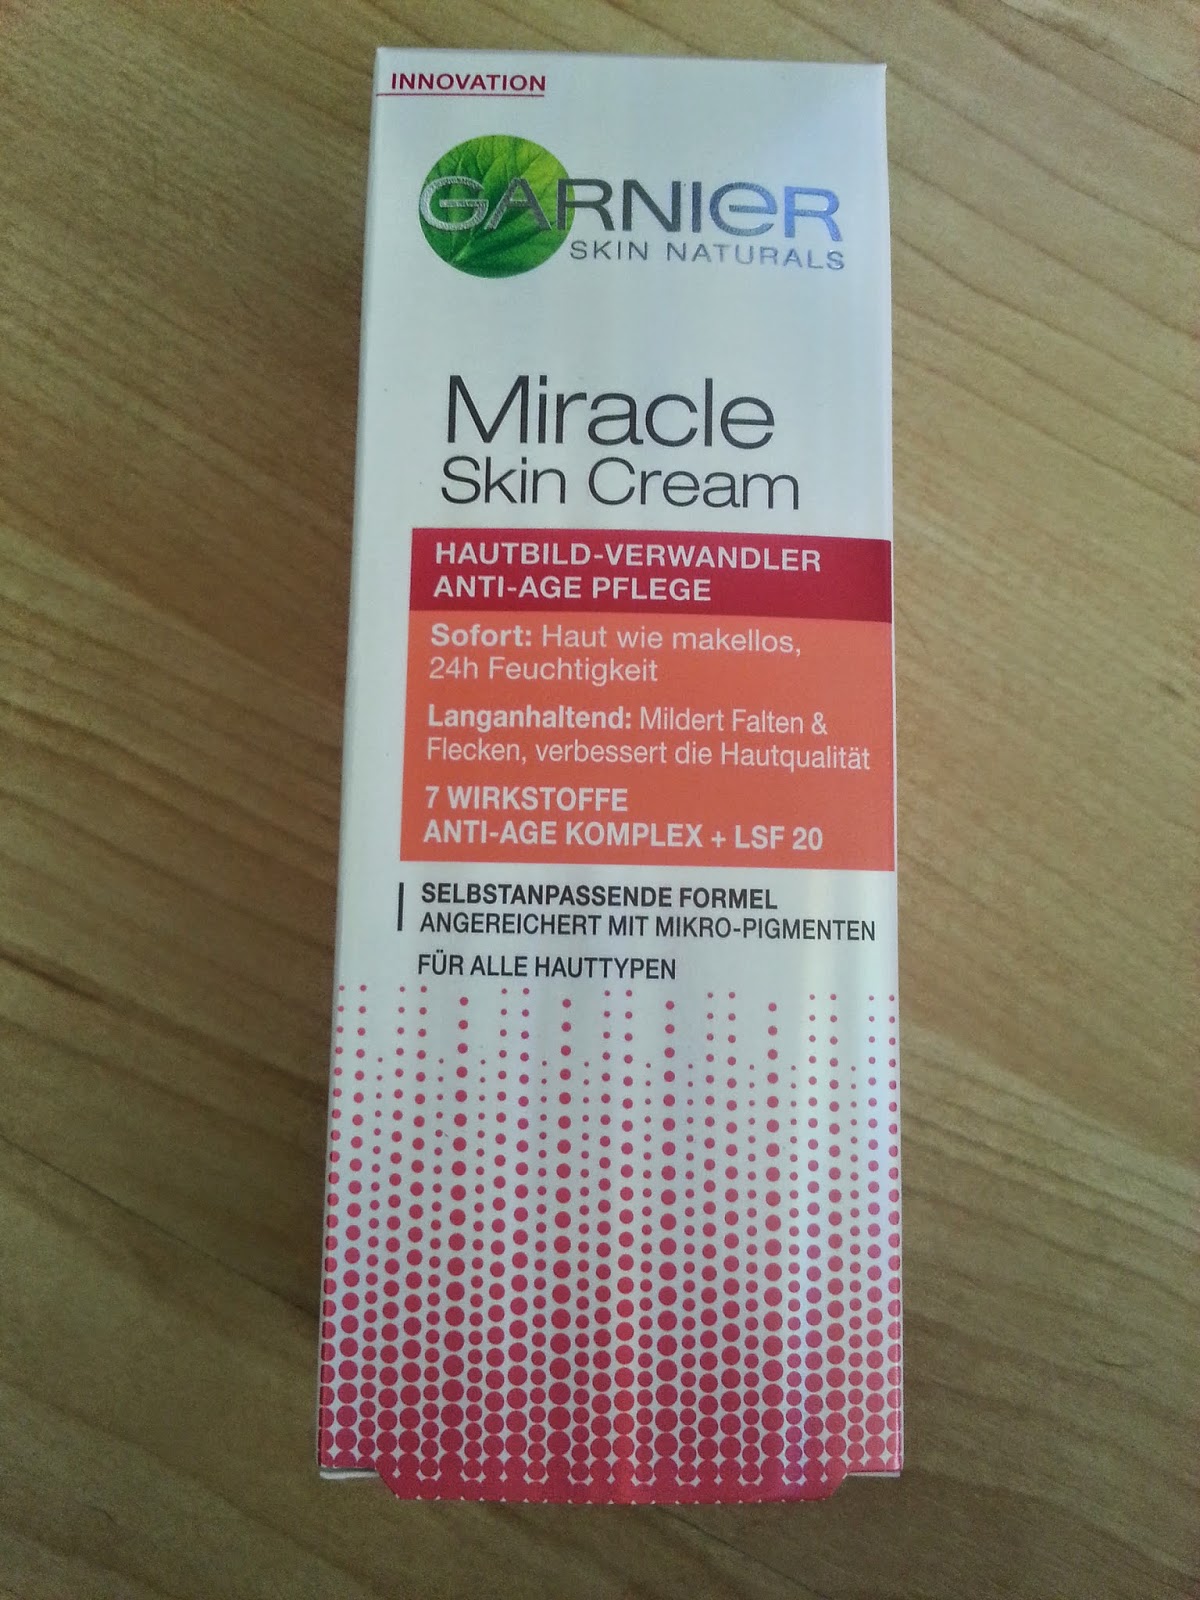 INNOVATION
GARNIER
SKIN NATURALS
Miracle
Skin Cream
HAUTBILD-VERWANDLER
ANTI-AGE PFLEGE
Sofort: Haut wie makellos,
24h Feuchtigkeit
Langanhaltend: Mildert Falten &
Flecken, verbessert die Hautqualität
7 WIRKSTOFFE
ANTI-AGE KOMPLEX + LSF 20
SELBSTANPASSENDE FORMEL
ANGEREICHERT MIT MIKRO-PIGMENTEN
FÜR ALLE HAUTTYPEN